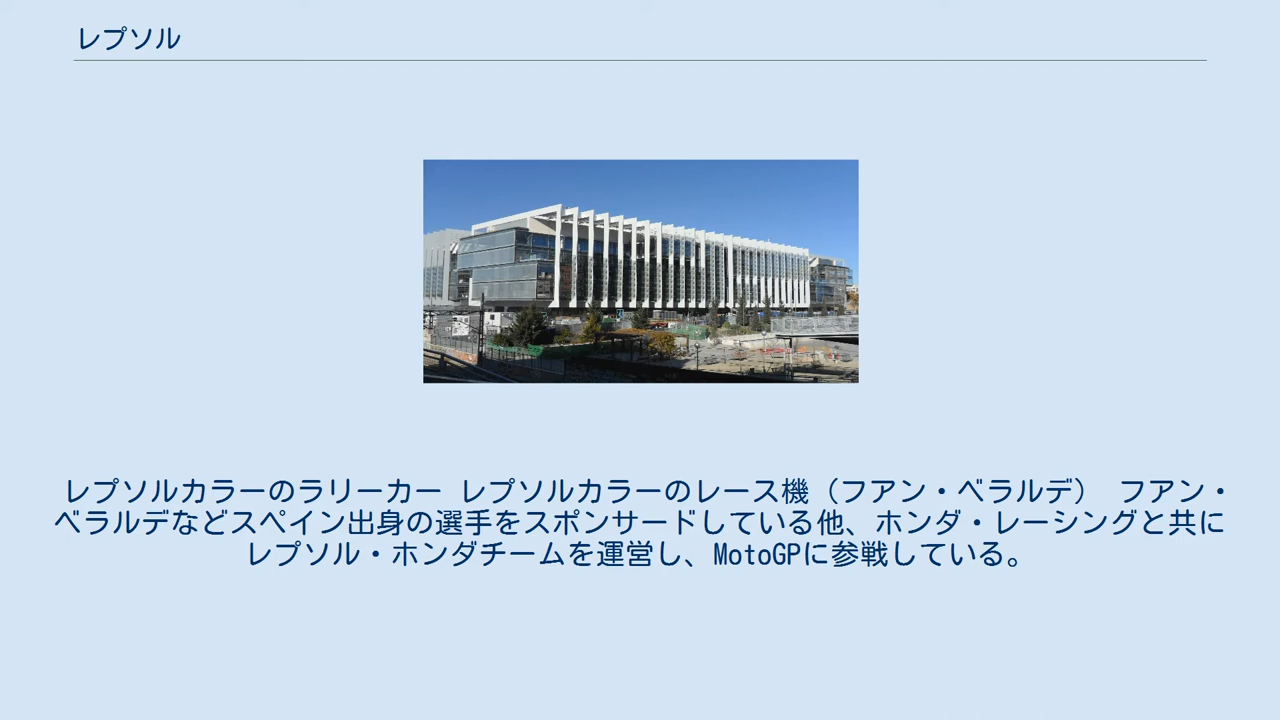 レプソル
レプソルカラーのラリーカー レプソルカラーのレース機（フアン・ベラルデ） フアン・
ベラルデなどスペイン出身の選手をスポンサードしている他、ホンダ・レーシングと共に
レプソル・ホンダチームを運営し、MotoGPに参戦している。